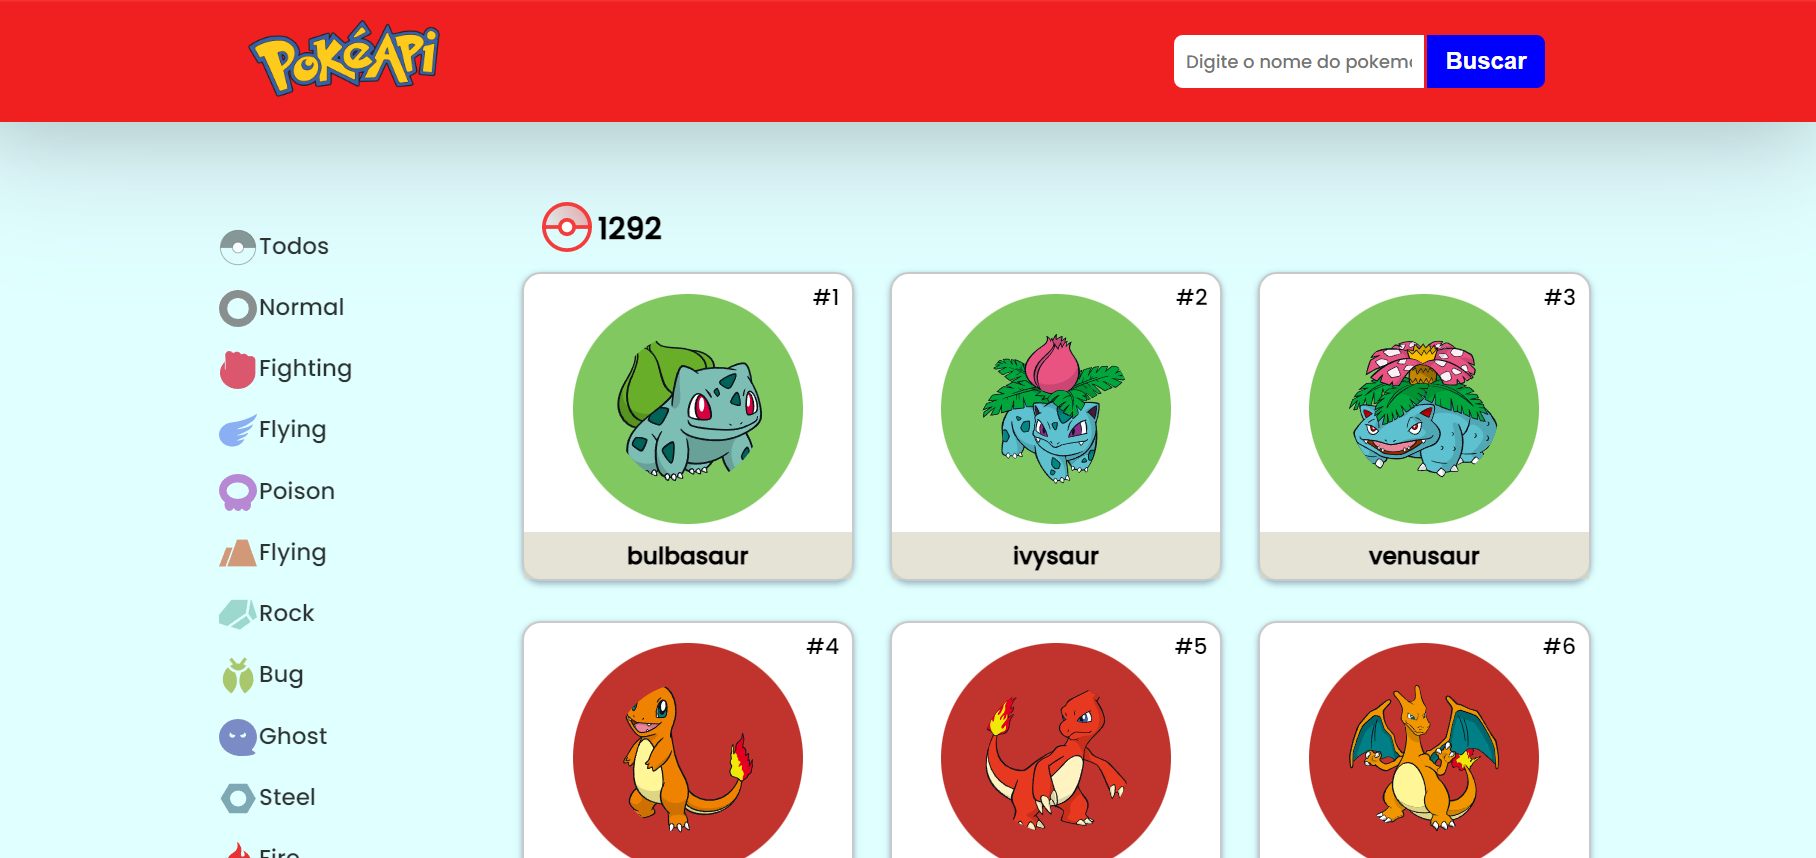 PokéApi
Digite o nome do pokem
Buscar
1292
Todos
Normal
Fighting
Flying
Poison
Flying
Rock
Bug
Ghost
Steel
Fire
#1
bulbasaur
#2
ivysaur
#3
venusaur
#4
#5
#6